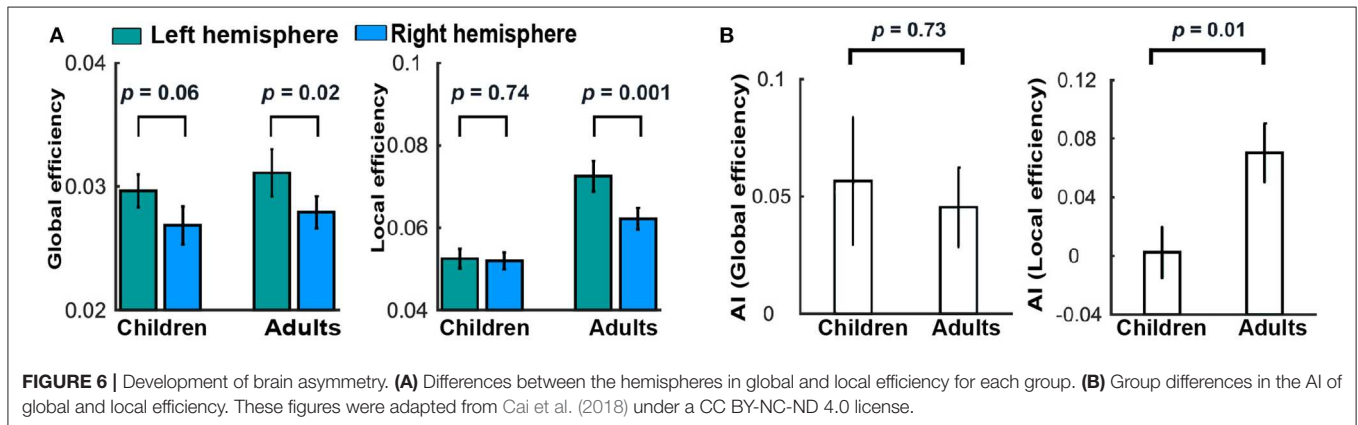 A Left hemisphere Right hemisphere
Global efficiency
0.04
0.03
0.02
p = 0.06
p = 0.02
Children Adults
Local efficiency
0.1
0.08
0.06
0.04
p = 0.74
p = 0.001
Children Adults
B
p = 0.73
AI (Global efficiency)
0.1
0.05
0
Children Adults
p = 0.01
AI (Local efficiency)
0.12
0.08
0.04
0
-0.04
Children Adults
FIGURE 6 | Development of brain asymmetry. (A) Differences between the hemispheres in global and local efficiency for each group. (B) Group differences in the AI of
global and local efficiency. These figures were adapted from Cai et al. (2018) under a CC BY-NC-ND 4.0 license.